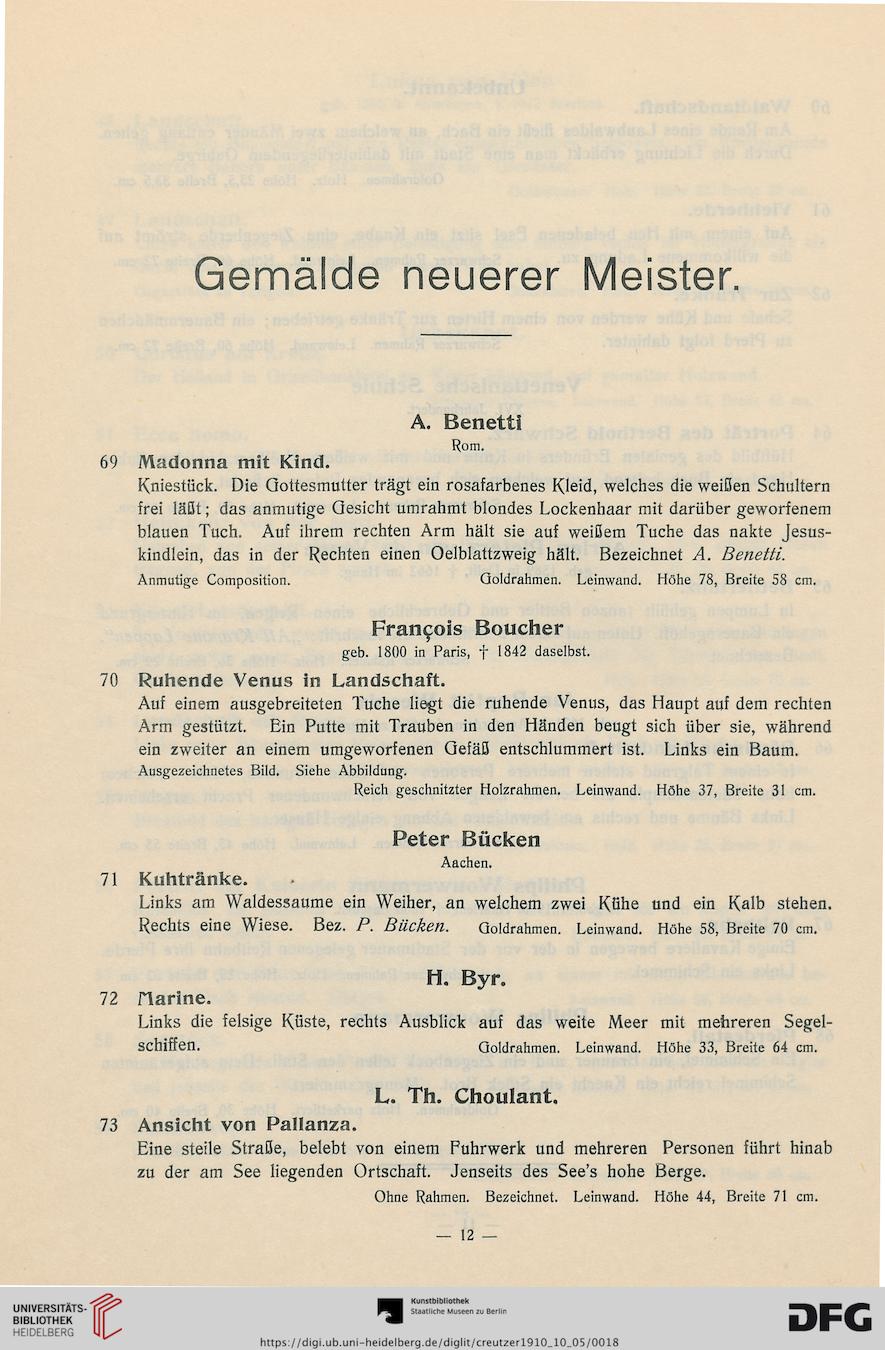 Gemälde neuerer Meister.
A. Benetti
Rom.
69 Madonna mit Kind.
Kniestück. Die Gottesmutter trägt ein rosafarbenes Kleid, welches die weißen Schultern
frei läßt; das anmutige Gesicht umrahmt blondes Lockenhaar mit darüber geworfenem
blauen Tuch. Auf ihrem rechten Arm hält sie auf weißem Tuche das nakte Jesus-
kindlein, das in der Rechten einen Oelblattzweig hält. Bezeichnet A. Benetti.
Anmutige Composition. Goldrahmen. Leinwand. Höhe 78, Breite 58 cm.
François Boucher
geb. 1800 in Paris, † 1842 daselbst.
70 Ruhende Venus in Landschaft.
Auf einem ausgebreiteten Tuche liegt die ruhende Venus, das Haupt auf dem rechten
Arm gestützt. Ein Putte mit Trauben in den Händen beugt sich über sie, während
ein zweiter an einem umgeworfenen Gefäß entschlummert ist. Links ein Baum.
Ausgezeichnetes Bild. Siehe Abbildung.
Reich geschnitzter Holzrahmen. Leinwand. Höhe 37, Breite 31 cm.
Peter Bücken
Aachen.
71 Kuhtränke.
Links am Waldessaume ein Weiher, an welchem zwei Kühe und ein Kalb stehen.
Rechts eine Wiese. Bez. P. Bücken. Goldrahmen. Leinwand. Höhe 58, Breite 70 cm.
H. Byr.
72 Marine.
Links die felsige Küste, rechts Ausblick auf das weite Meer mit mehreren Segel-
schiffen. Goldrahmen. Leinwand. Höhe 33, Breite 64 cm.
L. Th. Choulant.
73 Ansicht von Pallanza.
Eine steile Straße, belebt von einem Fuhrwerk und mehreren Personen führt hinab
zu der am See liegenden Ortschaft. Jenseits des See's hohe Berge.
Ohne Rahmen. Bezeichnet. Leinwand. Höhe 44, Breite 71 cm.
— 12 —
UNIVERSITÄTS-
BIBLIOTHEK
HEIDELBERG
Kunstbibliothek
Staatliche Museen zu Berlin
DFG
https://digi.ub.uni-heidelberg.de/diglit/creutzer1910_10_05/0018